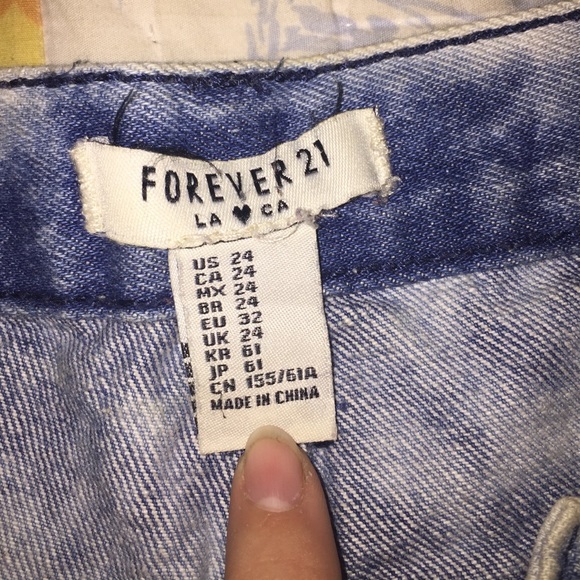 FOREVER 21
LA ♥ CA
US 24
CA 24
MX 24
BR 24
EU 32
UK 24
KR 61
JP 61
CN 155/61A
MADE IN CHINA